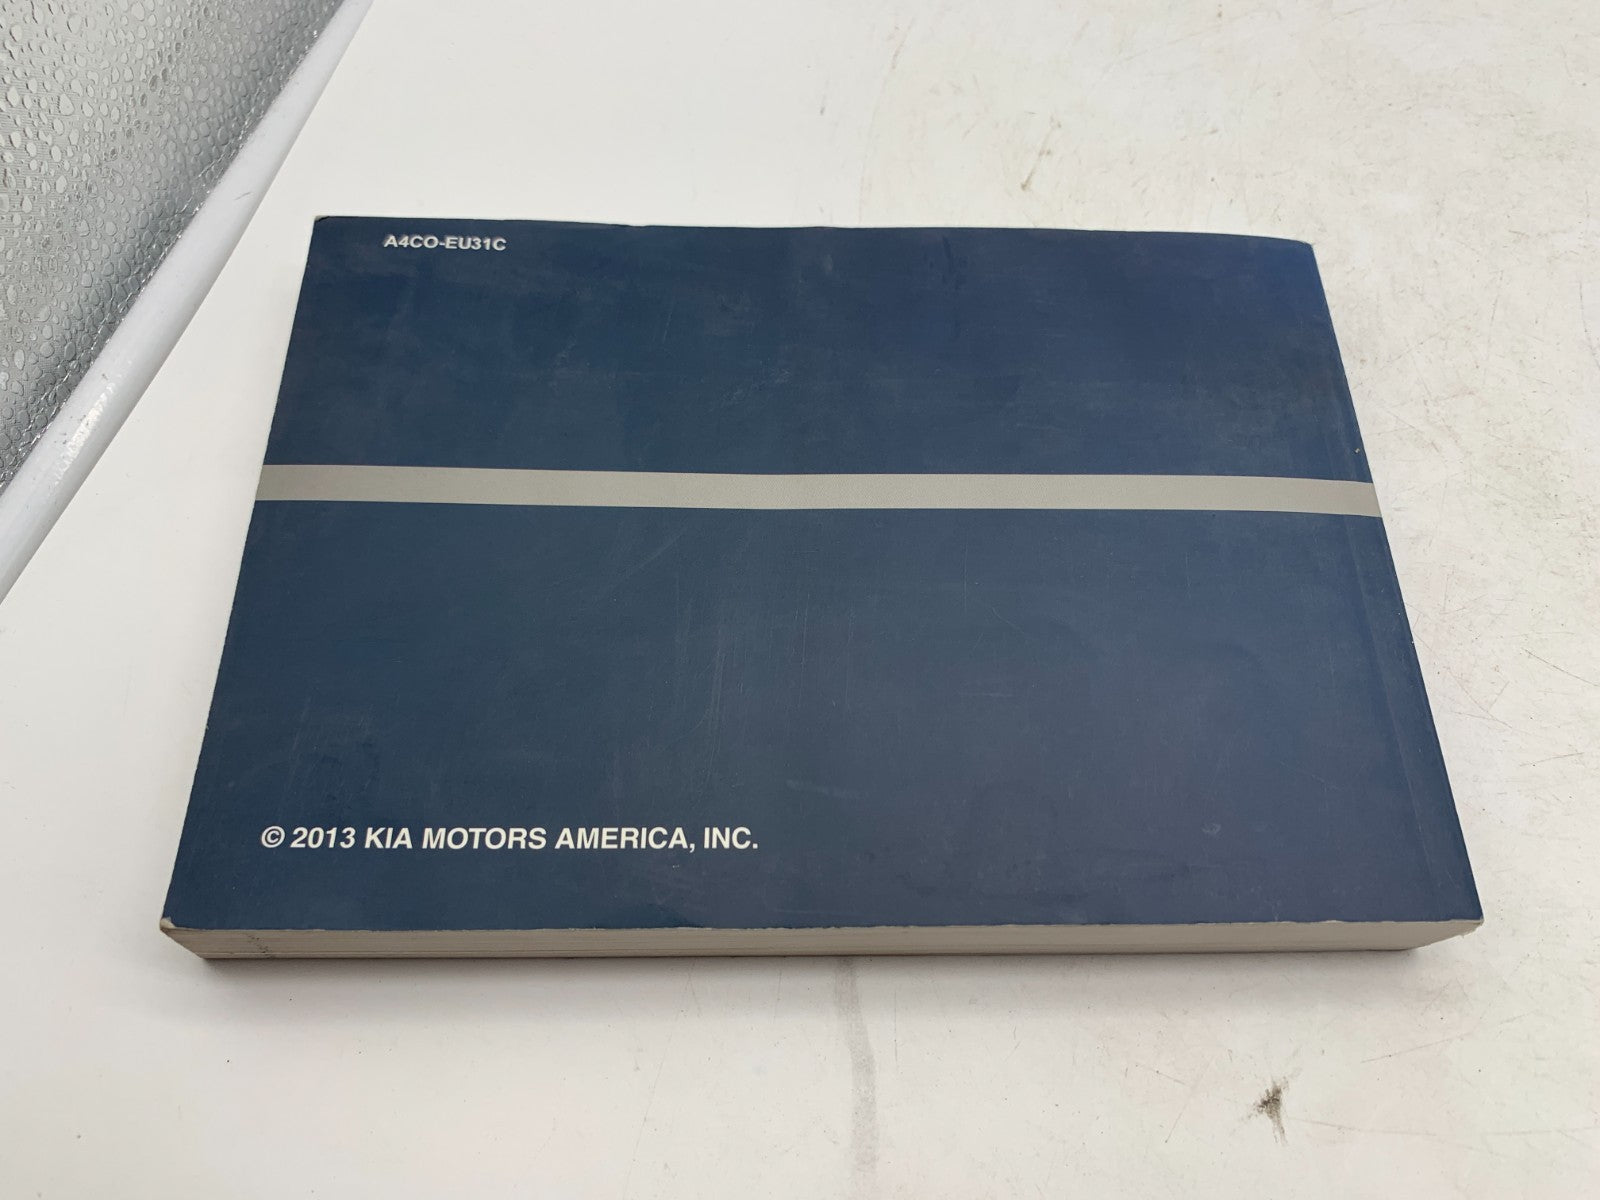 A4CO-EU31C
© 2013 KIA MOTORS AMERICA, INC.